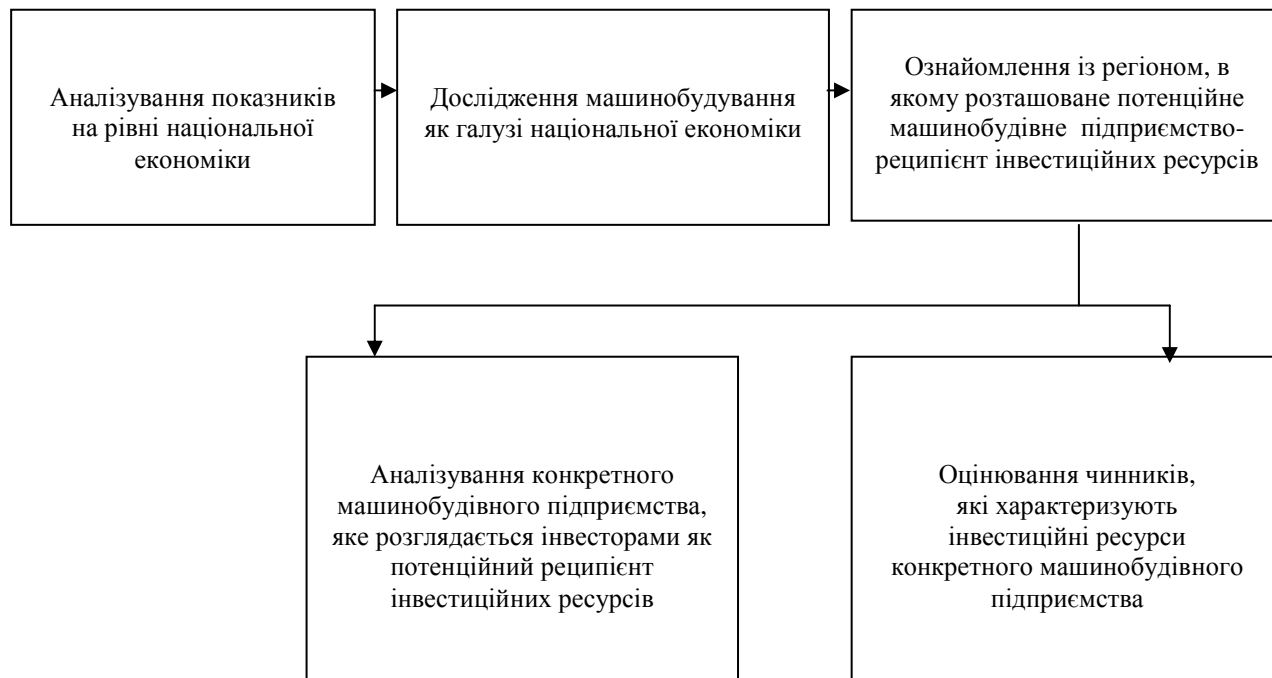 Аналізування показників
на рівні національної
економіки
Дослідження машинобудування
як галузі національної економіки
Ознайомлення із регіоном, в
якому розташоване потенційне
машинобудівне підприємство-
реципієнт інвестиційних ресурсів
Аналізування конкретного
машинобудівного підприємства,
яке розглядається інвесторами як
потенційний реципієнт
інвестиційних ресурсів
Оцінювання чинників,
які характеризують
інвестиційні ресурси
конкретного машинобудівного
підприємства